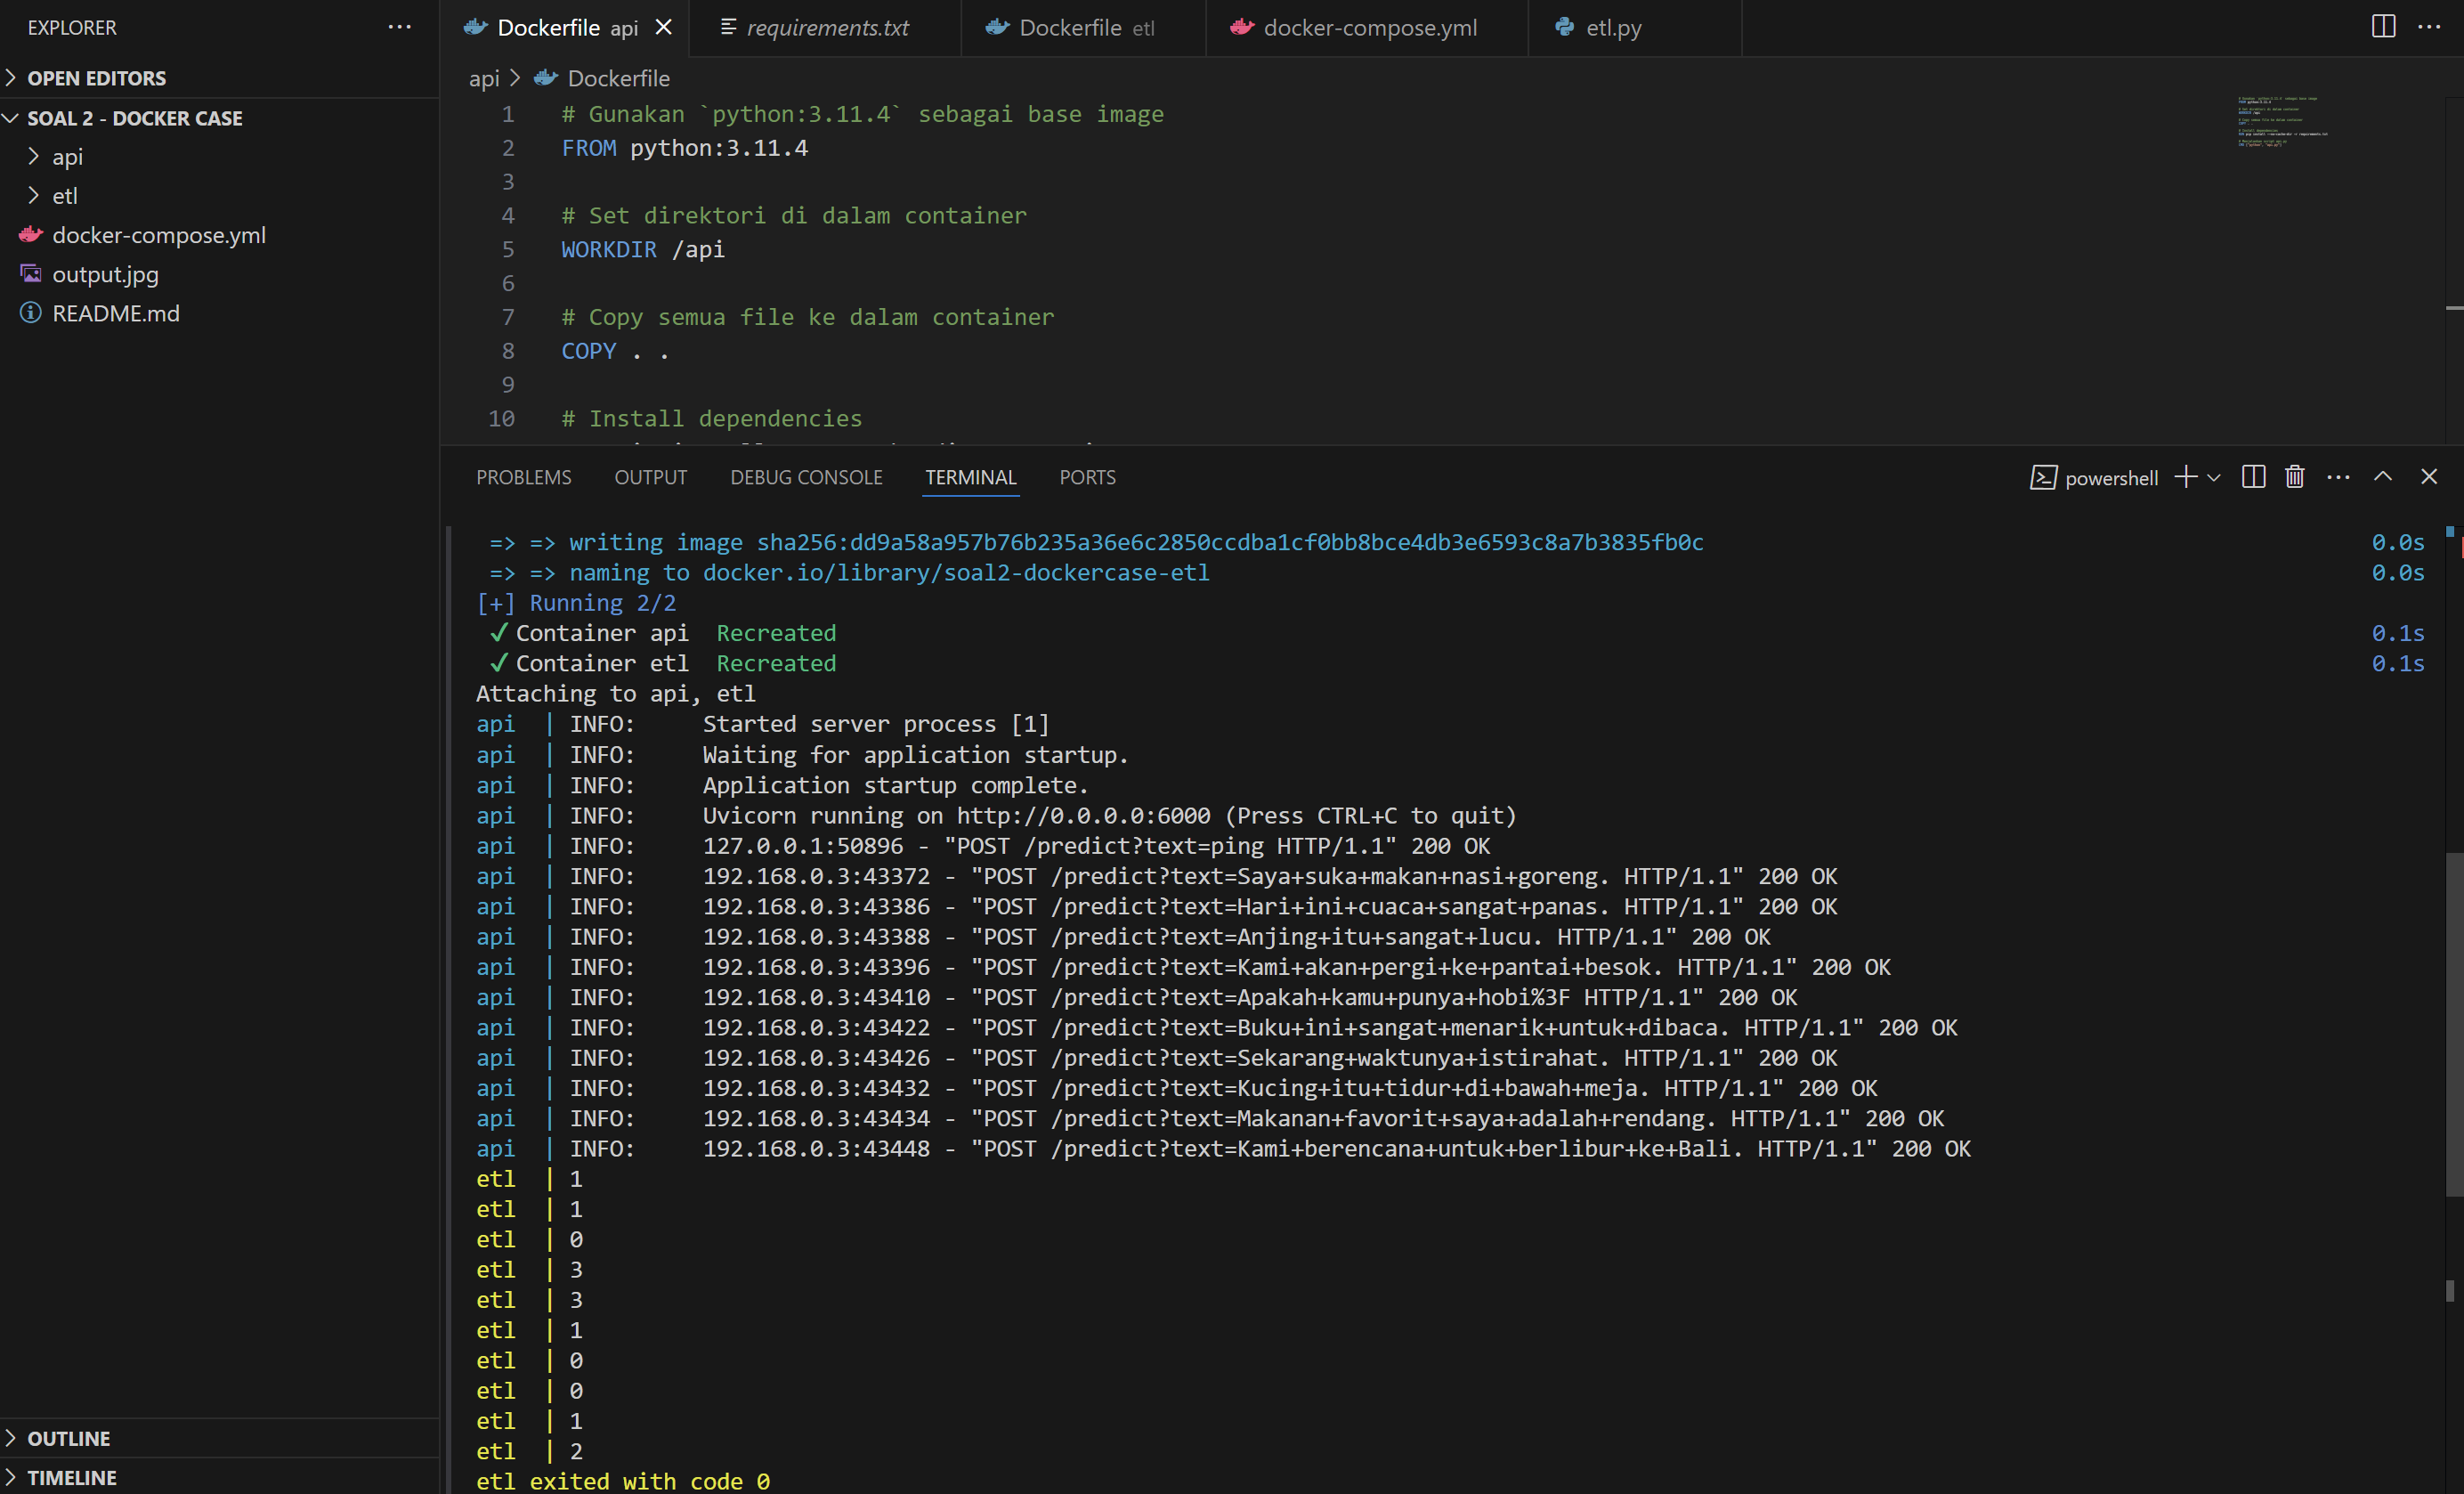 EXPLORER
OPEN EDITORS
SOAL 2 - DOCKER CASE
api
etl
docker-compose.yml
output.jpg
README.md
OUTLINE
TIMELINE
Dockerfile api
requirements.txt
Dockerfile etl
docker-compose.yml
etl.py
api > Dockerfile
1 # Gunakan `python:3.11.4` sebagai base image
2 FROM python:3.11.4
3
4 # Set direktori di dalam container
5 WORKDIR /api
6
7 # Copy semua file ke dalam container
8 COPY . .
9
10 # Install dependencies
PROBLEMS OUTPUT DEBUG CONSOLE TERMINAL PORTS
powershell
=> => writing image sha256:dd9a58a957b76b235a36e6c2850ccdba1cf0bb8bce4db3e6593c8a7b3835fb0c 0.0s
=> => naming to docker.io/library/soal2-dockercase-etl 0.0s
[+] Running 2/2
✓ Container api Recreated 0.1s
✓ Container etl Recreated 0.1s
Attaching to api, etl
api | INFO: Started server process [1]
api | INFO: Waiting for application startup.
api | INFO: Application startup complete.
api | INFO: Uvicorn running on http://0.0.0.0:6000 (Press CTRL+C to quit)
api | INFO: 127.0.0.1:50896 - "POST /predict?text=ping HTTP/1.1" 200 OK
api | INFO: 192.168.0.3:43372 - "POST /predict?text=Saya+suka+makan+nasi+goreng. HTTP/1.1" 200 OK
api | INFO: 192.168.0.3:43386 - "POST /predict?text=Hari+ini+cuaca+sangat+panas. HTTP/1.1" 200 OK
api | INFO: 192.168.0.3:43388 - "POST /predict?text=Anjing+itu+sangat+lucu. HTTP/1.1" 200 OK
api | INFO: 192.168.0.3:43396 - "POST /predict?text=Kami+akan+pergi+ke+pantai+besok. HTTP/1.1" 200 OK
api | INFO: 192.168.0.3:43410 - "POST /predict?text=Apakah+kamu+punya+hobi%3F HTTP/1.1" 200 OK
api | INFO: 192.168.0.3:43422 - "POST /predict?text=Buku+ini+sangat+menarik+untuk+dibaca. HTTP/1.1" 200 OK
api | INFO: 192.168.0.3:43426 - "POST /predict?text=Sekarang+waktunya+istirahat. HTTP/1.1" 200 OK
api | INFO: 192.168.0.3:43432 - "POST /predict?text=Kucing+itu+tidur+di+bawah+meja. HTTP/1.1" 200 OK
api | INFO: 192.168.0.3:43434 - "POST /predict?text=Makanan+favorit+saya+adalah+rendang. HTTP/1.1" 200 OK
api | INFO: 192.168.0.3:43448 - "POST /predict?text=Kami+berencana+untuk+berlibur+ke+Bali. HTTP/1.1" 200 OK
etl | 1
etl | 1
etl | 0
etl | 3
etl | 3
etl | 1
etl | 0
etl | 0
etl | 1
etl | 2
etl exited with code 0